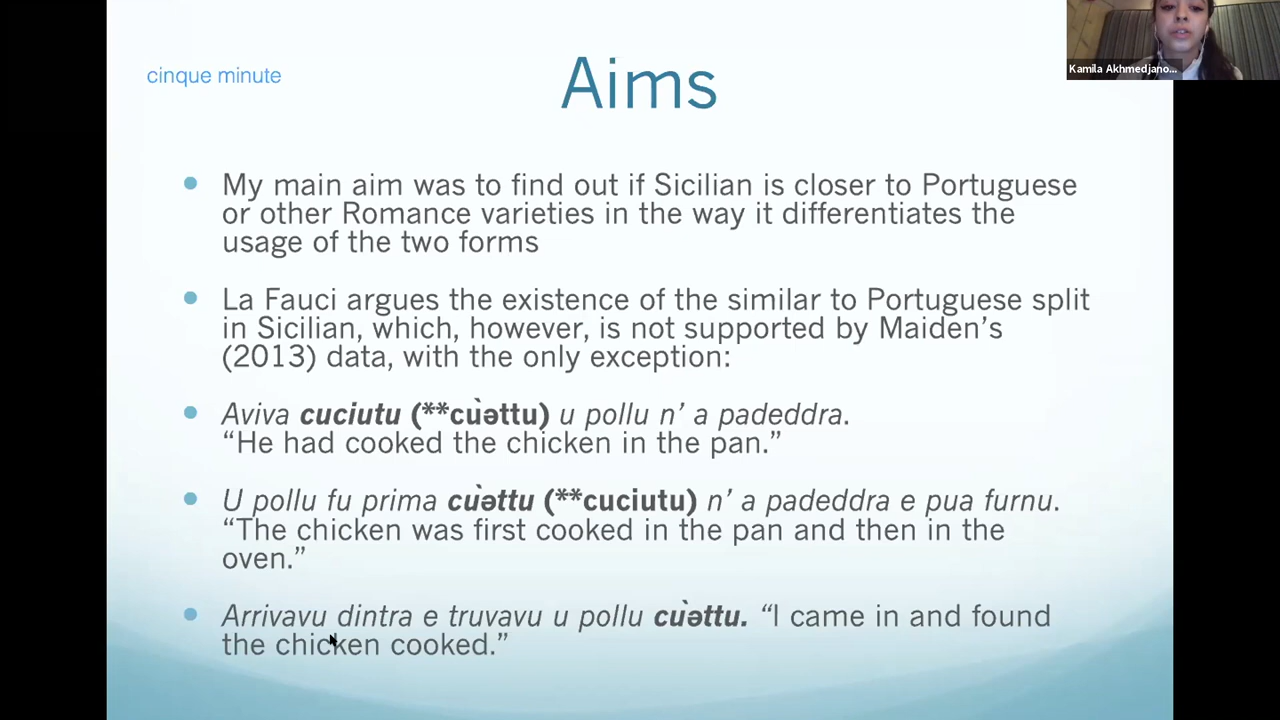 cinque minute
Aims
Kamila Akhmedjano...
My main aim was to find out if Sicilian is closer to Portuguese
or other Romance varieties in the way it differentiates the
usage of the two forms
La Fauci argues the existence of the similar to Portuguese split
in Sicilian, which, however, is not supported by Maiden’s
(2013) data, with the only exception:
Aviva cuciutu (**cùəttu) u pollu n’ a padeddra.
“He had cooked the chicken in the pan.”
U pollu fu prima cùəttu (**cuciutu) n’ a padeddra e pua furnu.
“The chicken was first cooked in the pan and then in the
oven.”
Arrivavu dintra e truvavu u pollu cùəttu. “I came in and found
the chicken cooked.”